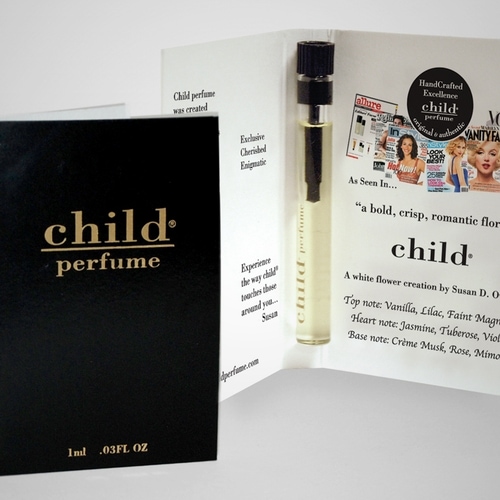 child®
perfume
1ml .03FL OZ
Child perfume
was created
Exclusive
Cherished
Enigmatic
Experience
the way child®
touches those
around you...
Susan
dperfume.com
child perfume
HandCrafted
Excellence
child®
perfume
original & authentic
allure
VANITY FA
As Seen In...
"a bold, crisp, romantic flor
child®
A white flower creation by Susan D. O
Top note: Vanilla, Lilac, Faint Magn
Heart note: Jasmine, Tuberose, Viol
Base note: Crème Musk, Rose, Mimo